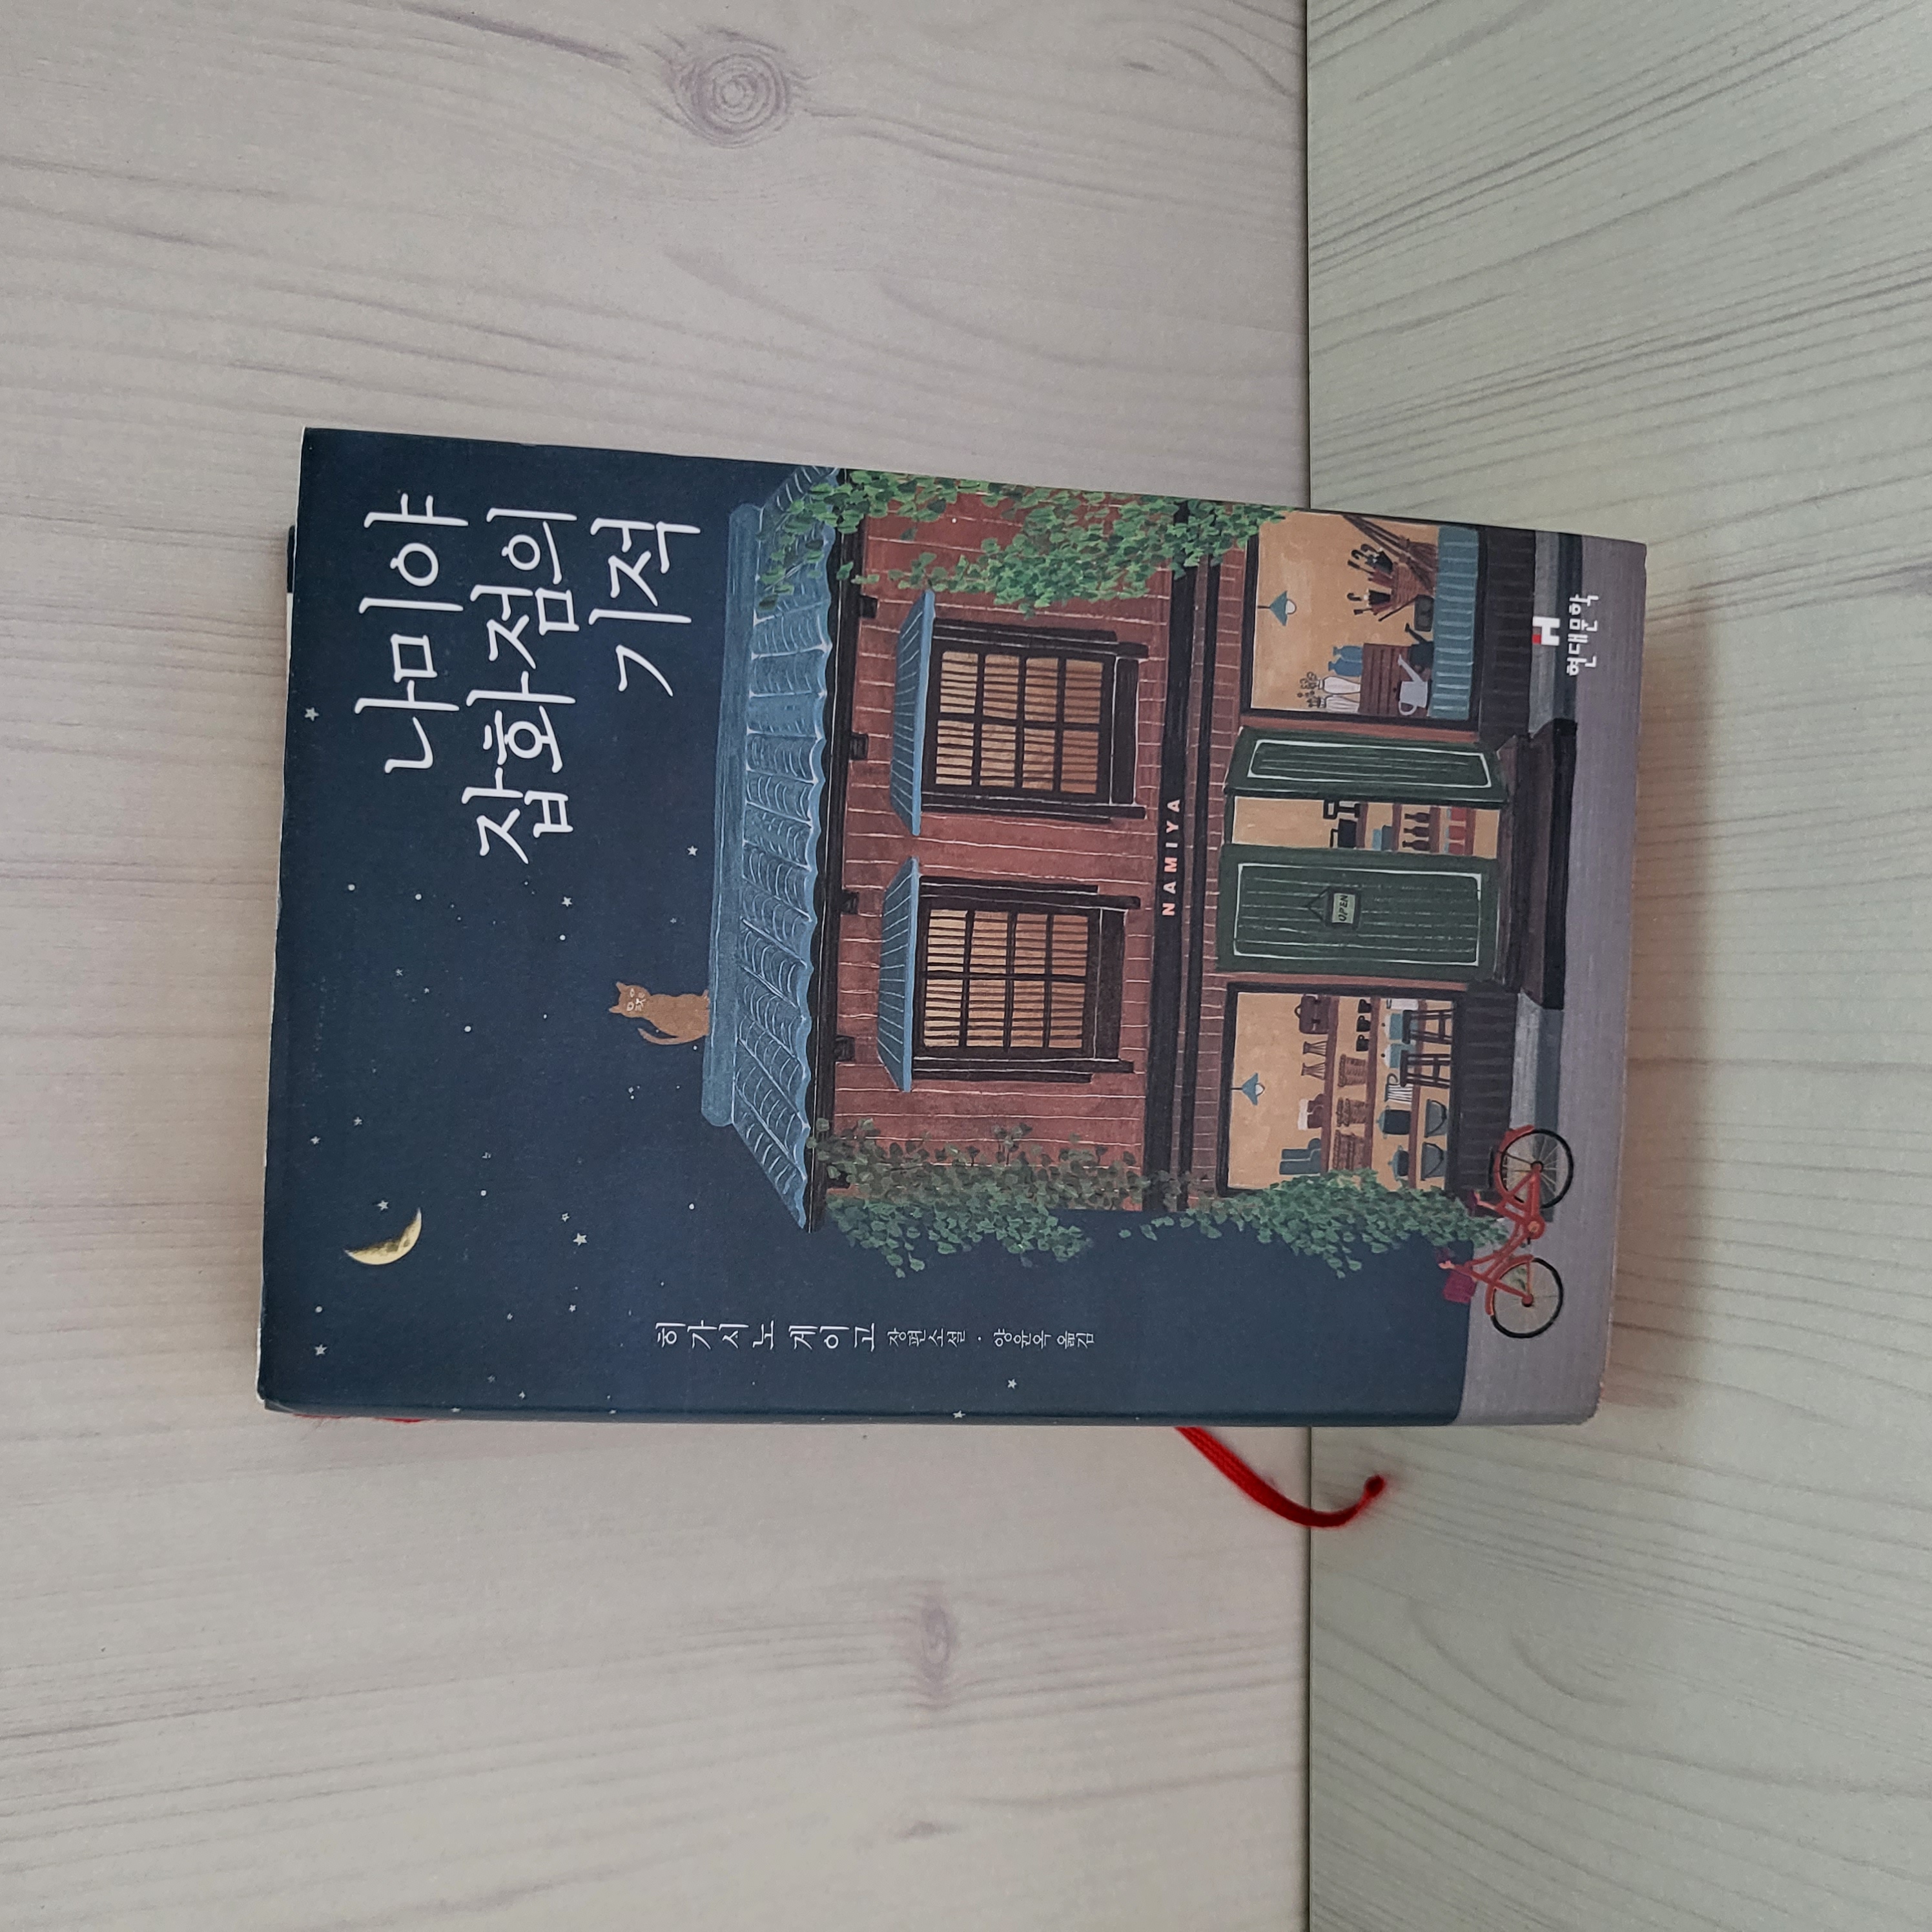 나미야
잡화점의
기적
히가시노 게이고 장편소설 · 양윤옥 옮김
NAMIYA
OPEN
현대문학